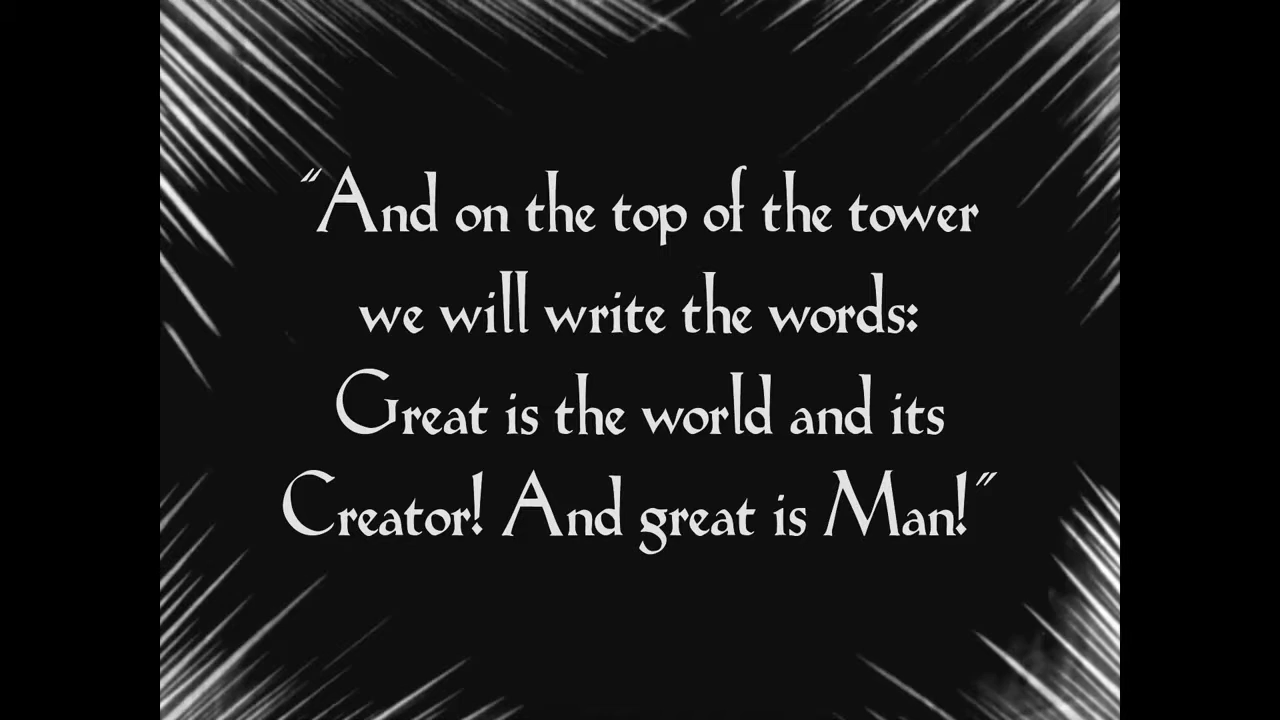 "And on the top of the tower
we will write the words:
Great is the world and its
Creator! And great is Man!"